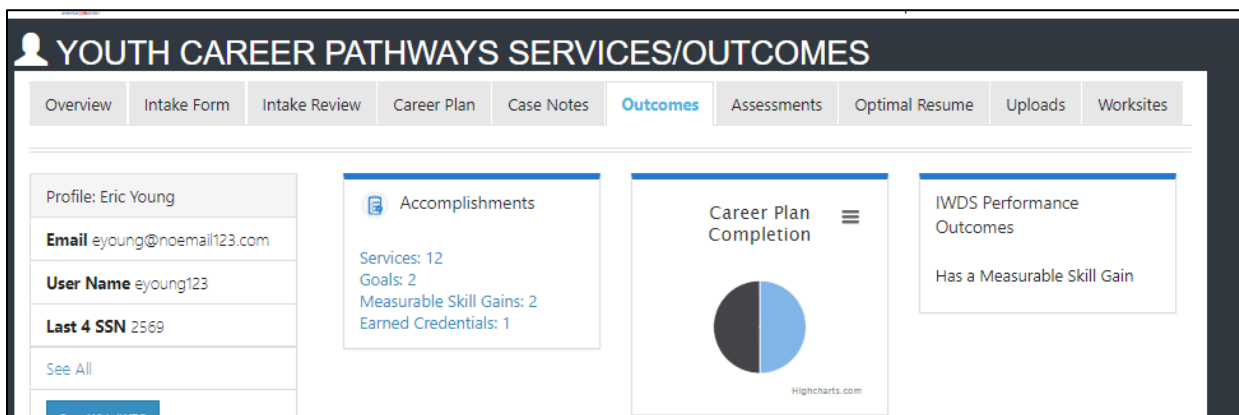 YOUTH CAREER PATHWAYS SERVICES/OUTCOMES
Overview
Intake Form
Intake Review
Career Plan
Case Notes
Outcomes
Assessments
Optimal Resume
Uploads
Worksites
Profile: Eric Young
Email eyoung@noemail123.com
User Name eyoung123
Last 4 SSN 2569
See All
Accomplishments
Services: 12
Goals: 2
Measurable Skill Gains: 2
Earned Credentials: 1
Career Plan
Completion
Highcharts.com
IWDS Performance
Outcomes
Has a Measurable Skill Gain